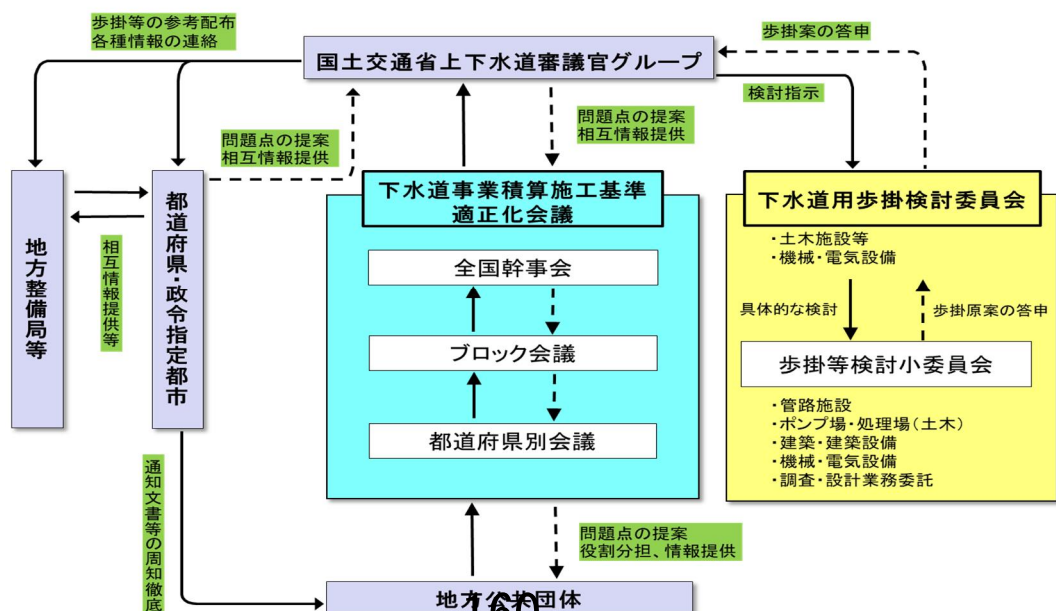 歩掛等の参考配布
各種情報の連絡
国土交通省上下水道審議官グループ
歩掛案の答申
検討指示
問題点の提案
相互情報提供
問題点の提案
相互情報提供
地方整備局等
相互情報提供等
都道府県・政令指定都市
下水道事業積算施工基準
適正化会議
全国幹事会
ブロック会議
都道府県別会議
下水道用歩掛検討委員会
・土木施設等
・機械・電気設備
具体的な検討
歩掛原案の答申
歩掛等検討小委員会
・管路施設
・ポンプ場・処理場(土木)
・建築・建築設備
・機械・電気設備
・調査・設計業務委託
通知文書等の周知徹底
問題点の提案
役割分担、情報提供
地方公共団体
160